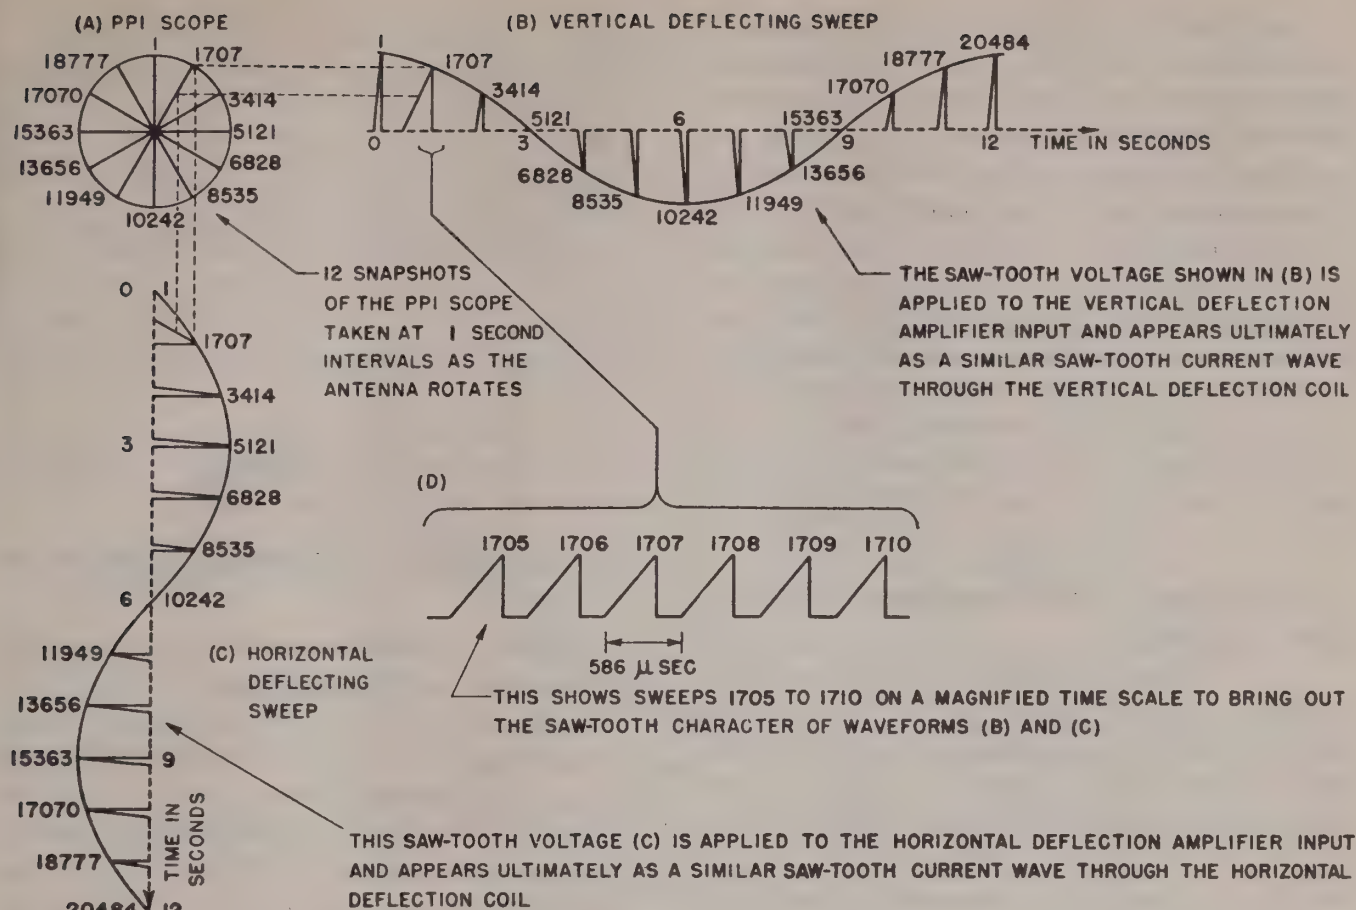 (A) PPI SCOPE
1
1707
3414
5121
6828
8535
10242
11949
13656
15363
17070
18777
(B) VERTICAL DEFLECTING SWEEP
1
1707
3414
5121
6
15363
17070
18777
20484
0
3
9
12
TIME IN SECONDS
6828
8535
10242
11949
13656
12 SNAPSHOTS
OF THE PPI SCOPE
TAKEN AT 1 SECOND
INTERVALS AS THE
ANTENNA ROTATES
THE SAW-TOOTH VOLTAGE SHOWN IN (B) IS
APPLIED TO THE VERTICAL DEFLECTION
AMPLIFIER INPUT AND APPEARS ULTIMATELY
AS A SIMILAR SAW-TOOTH CURRENT WAVE
THROUGH THE VERTICAL DEFLECTION COIL
0
1
1707
3414
3
5121
6828
8535
6
10242
11949
13656
15363
9
17070
18777
20484
12
TIME IN
SECONDS
(C) HORIZONTAL
DEFLECTING
SWEEP
(D)
1705 1706 1707 1708 1709 1710
586 μ SEC
THIS SHOWS SWEEPS 1705 TO 1710 ON A MAGNIFIED TIME SCALE TO BRING OUT
THE SAW-TOOTH CHARACTER OF WAVEFORMS (B) AND (C)
THIS SAW-TOOTH VOLTAGE (C) IS APPLIED TO THE HORIZONTAL DEFLECTION AMPLIFIER INPUT
AND APPEARS ULTIMATELY AS A SIMILAR SAW-TOOTH CURRENT WAVE THROUGH THE HORIZONTAL
DEFLECTION COIL